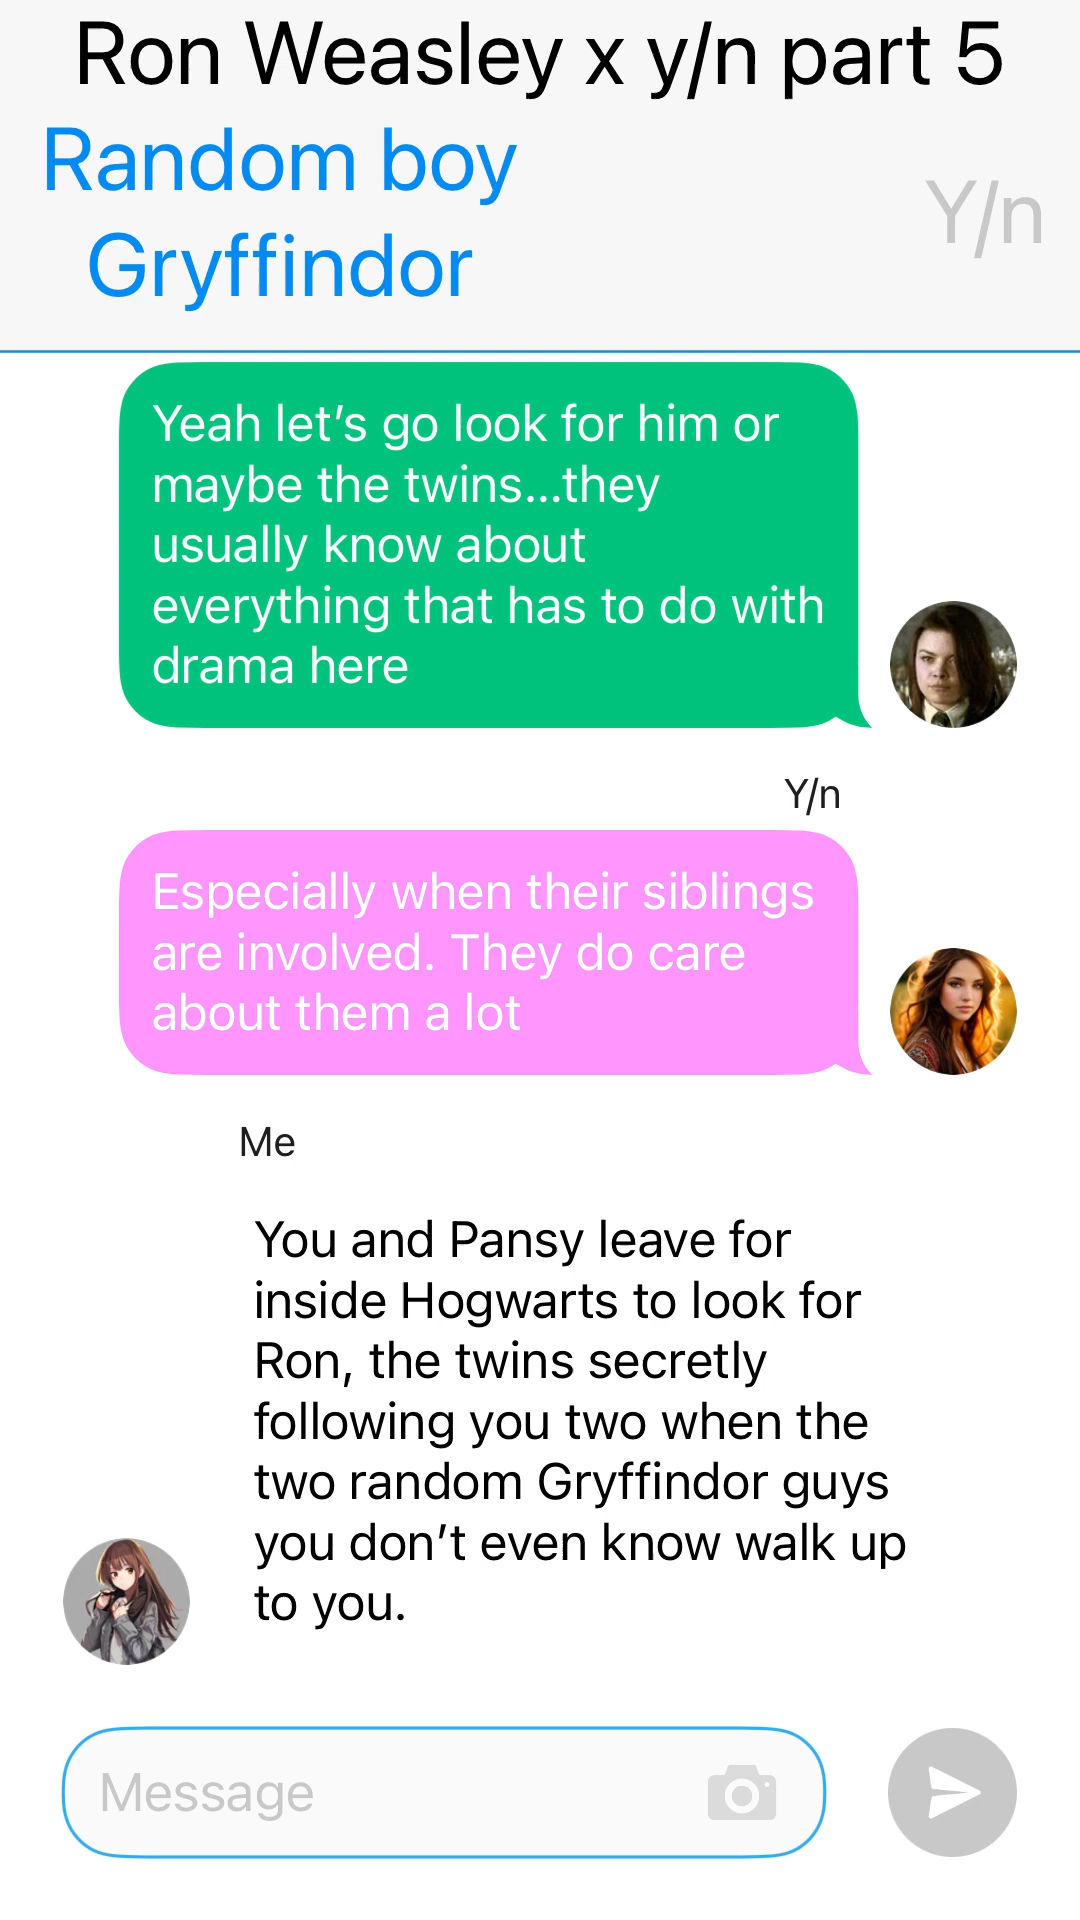 Ron Weasley x y/n part 5
Random boy
Gryffindor
Y/n
Yeah let’s go look for him or
maybe the twins...they
usually know about
everything that has to do with
drama here
Y/n
Especially when their siblings
are involved. They do care
about them a lot
Me
You and Pansy leave for
inside Hogwarts to look for
Ron, the twins secretly
following you two when the
two random Gryffindor guys
you don’t even know walk up
to you.
Message